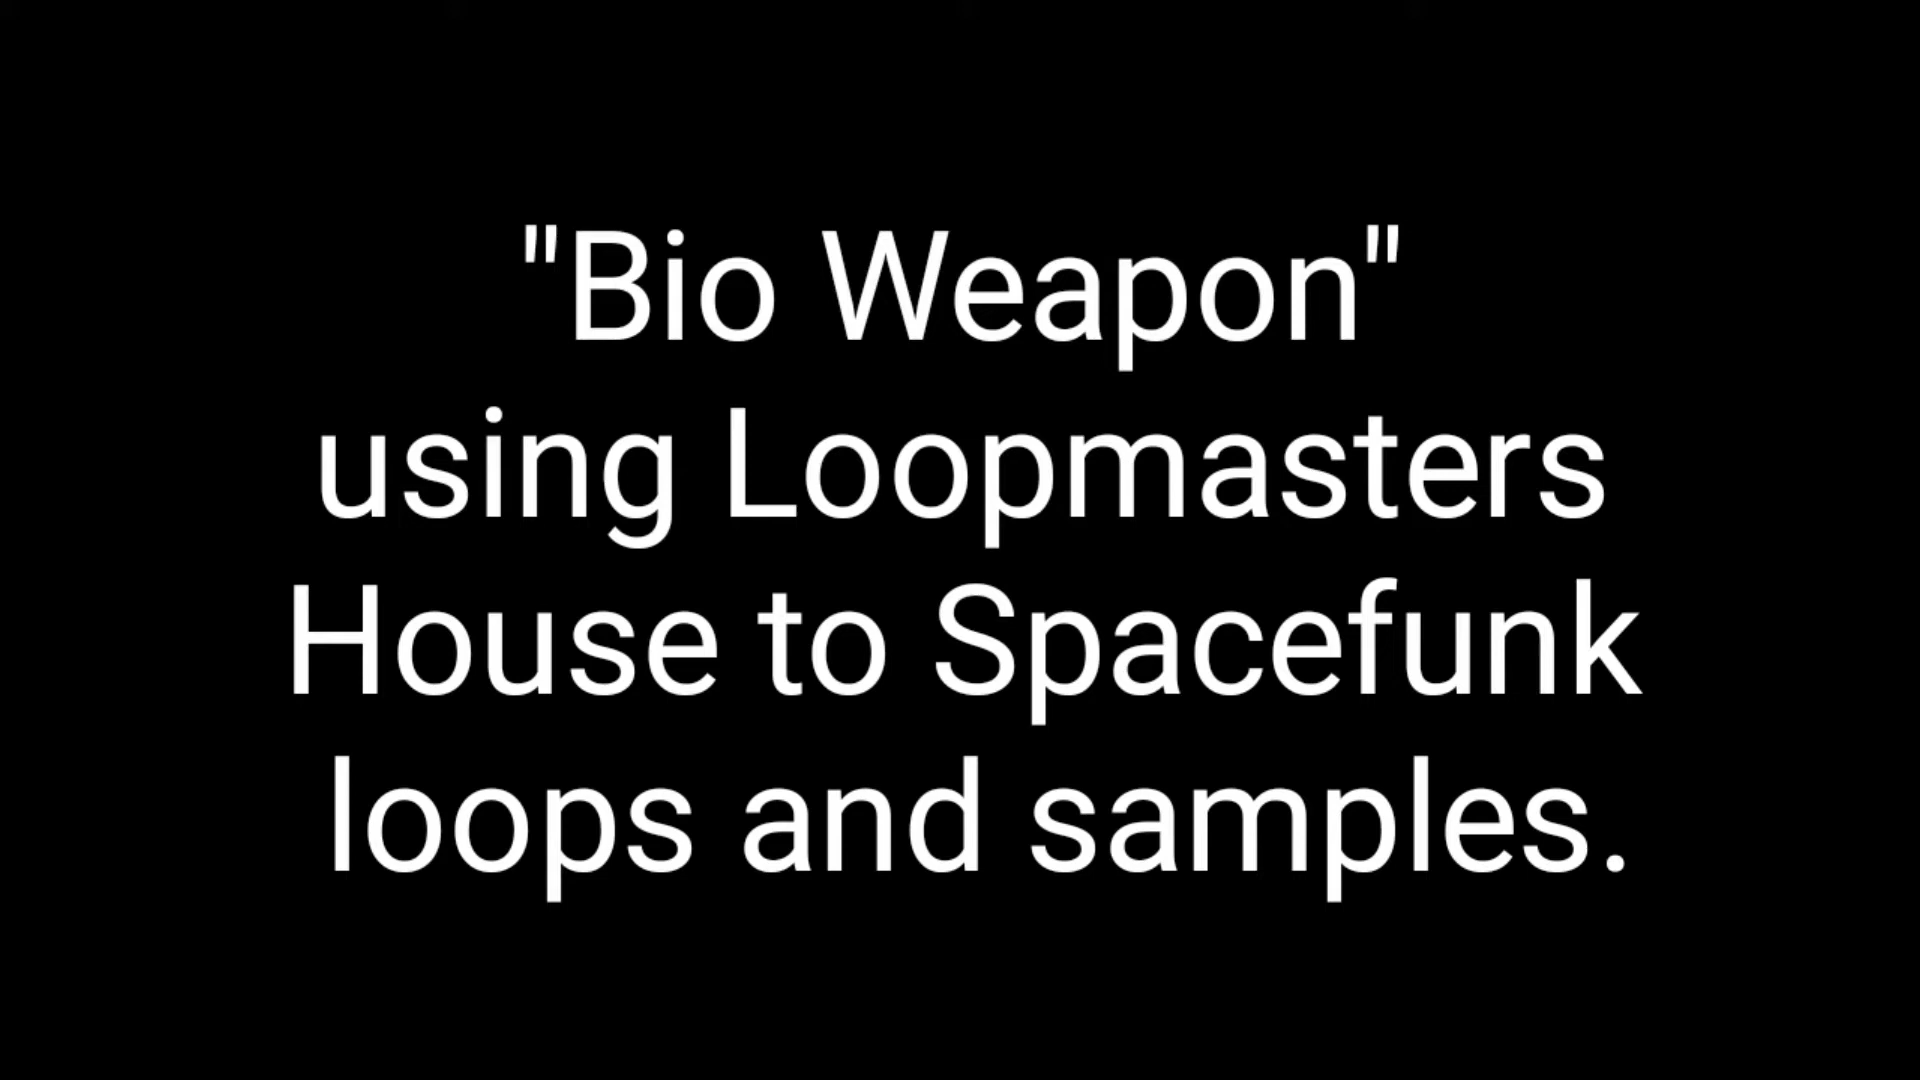 "Bio Weapon"
using Loopmasters
House to Spacefunk
loops and samples.